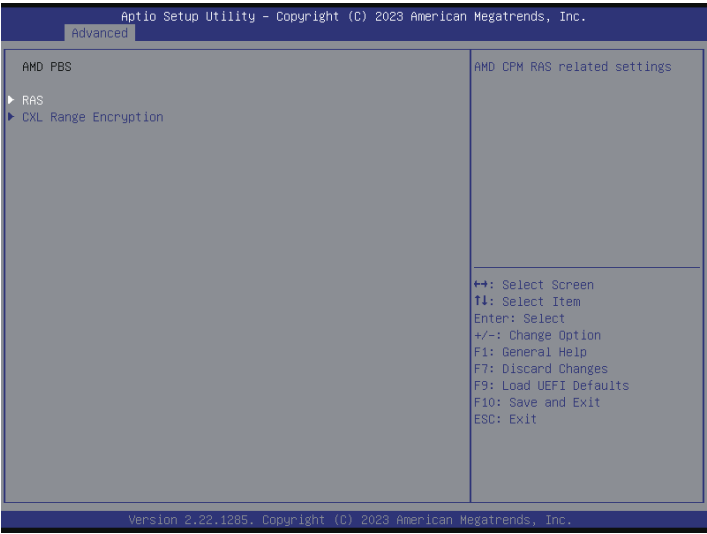 Aptio Setup Utility – Copyright (C) 2023 American Megatrends, Inc.
Advanced
AMD PBS
RAS
CXL Range Encryption
AMD CPM RAS related settings
↔: Select Screen
↑↓: Select Item
Enter: Select
+/-: Change Option
F1: General Help
F7: Discard Changes
F9: Load UEFI Defaults
F10: Save and Exit
ESC: Exit
Version 2.22.1285. Copyright (C) 2023 American Megatrends, Inc.